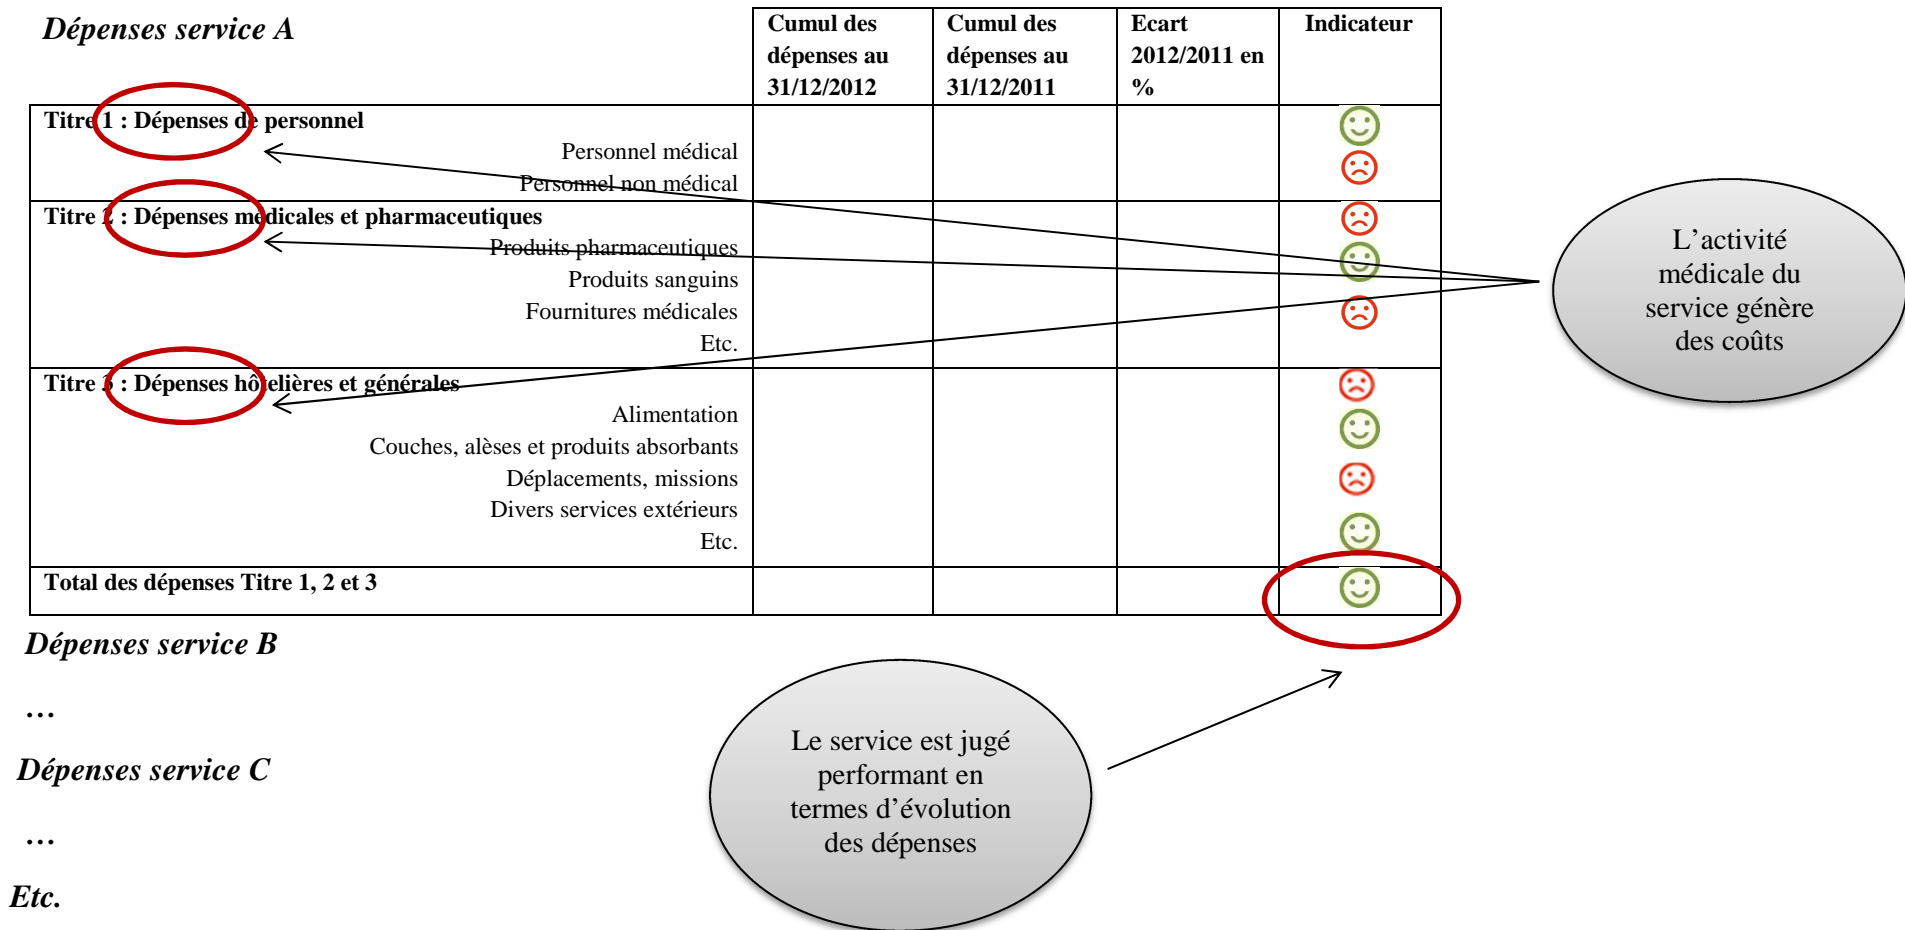 Dépenses service A
Cumul des
dépenses au
31/12/2012
Cumul des
dépenses au
31/12/2011
Ecart
2012/2011 en
%
Indicateur
Titre 1 : Dépenses de personnel
Personnel médical
Personnel non médical
Titre 2 : Dépenses médicales et pharmaceutiques
Produits pharmaceutiques
Produits sanguins
Fournitures médicales
Etc.
Titre 3 : Dépenses hôtelières et générales
Alimentation
Couches, alèses et produits absorbants
Déplacements, missions
Divers services extérieurs
Etc.
Total des dépenses Titre 1, 2 et 3
L’activité
médicale du
service génère
des coûts
Dépenses service B
…
Dépenses service C
…
Etc.
Le service est jugé
performant en
termes d’évolution
des dépenses